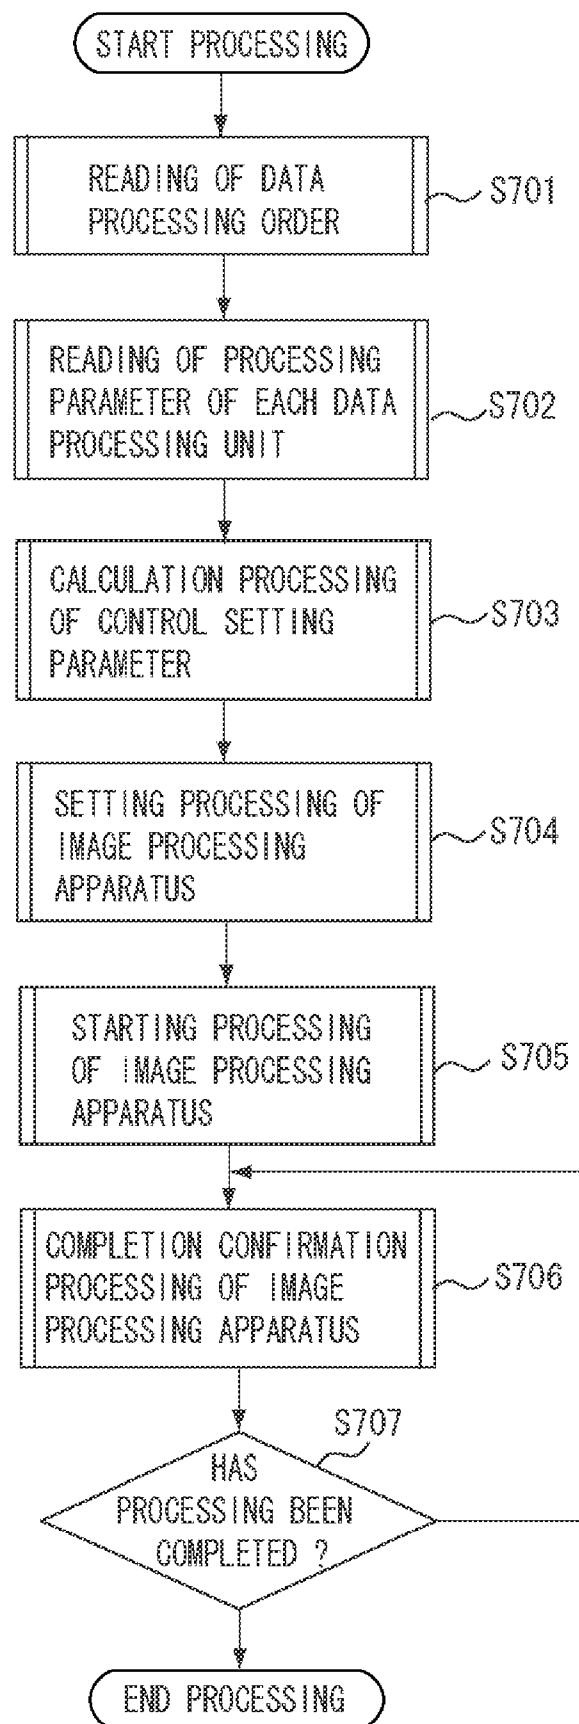 START PROCESSING
READING OF DATA
PROCESSING ORDER
S701
READING OF PROCESSING
PARAMETER OF EACH DATA
PROCESSING UNIT
S702
CALCULATION PROCESSING
OF CONTROL SETTING
PARAMETER
S703
SETTING PROCESSING OF
IMAGE PROCESSING
APPARATUS
S704
STARTING PROCESSING
OF IMAGE PROCESSING
APPARATUS
S705
COMPLETION CONFIRMATION
PROCESSING OF IMAGE
PROCESSING APPARATUS
S706
S707
HAS
PROCESSING BEEN
COMPLETED ?
END PROCESSING